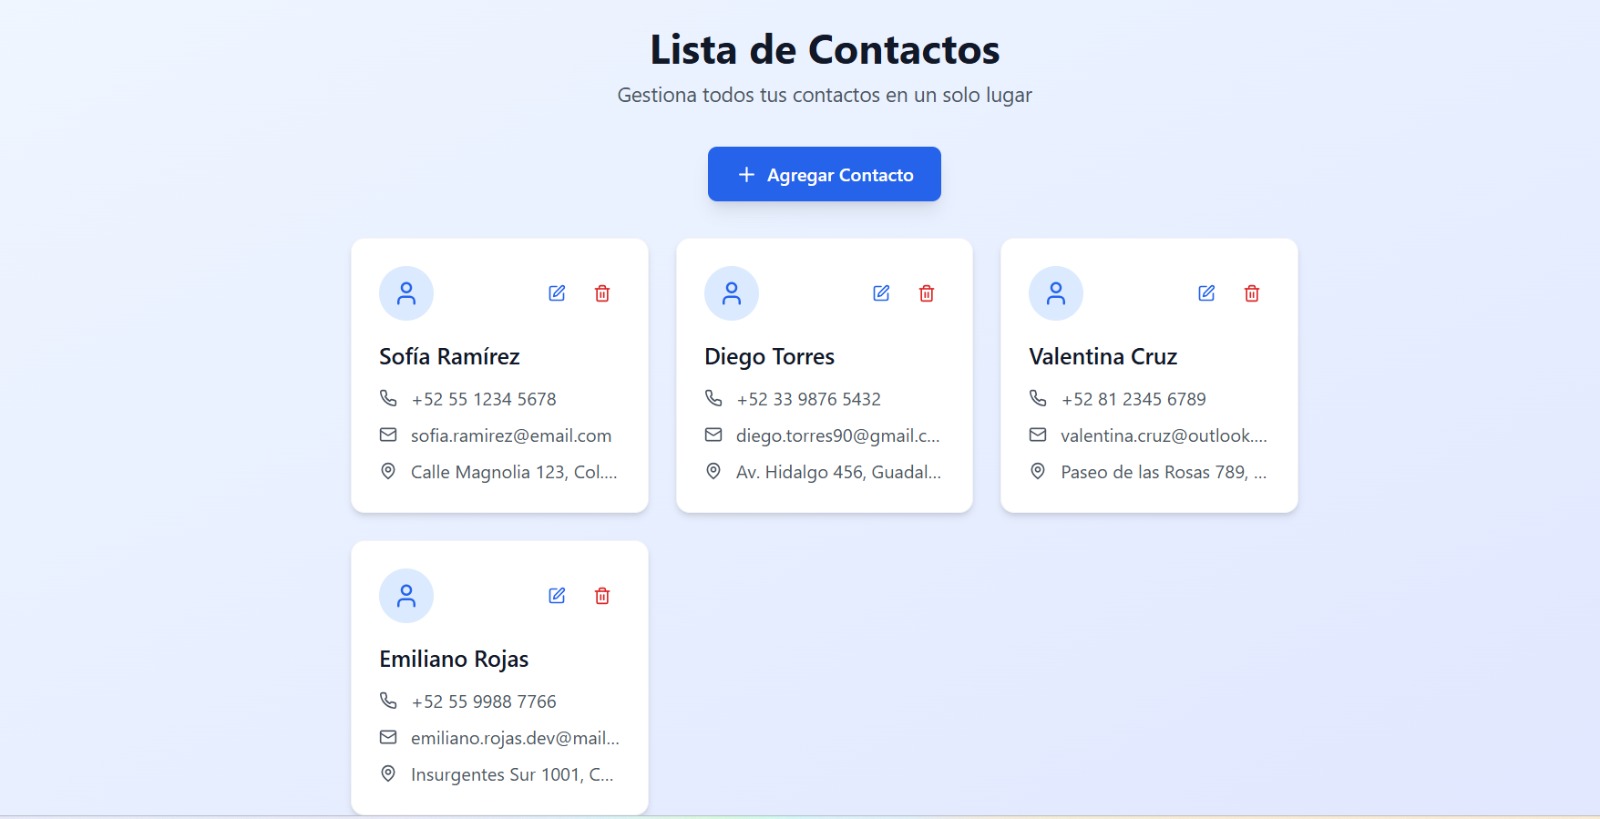 Lista de Contactos
Gestiona todos tus contactos en un solo lugar
+ Agregar Contacto
Sofía Ramírez
+52 55 1234 5678
sofia.ramirez@email.com
Calle Magnolia 123, Col....
Diego Torres
+52 33 9876 5432
diego.torres90@gmail.c...
Av. Hidalgo 456, Guadal...
Valentina Cruz
+52 81 2345 6789
valentina.cruz@outlook....
Paseo de las Rosas 789, ...
Emiliano Rojas
+52 55 9988 7766
emiliano.rojas.dev@mail...
Insurgentes Sur 1001, C...